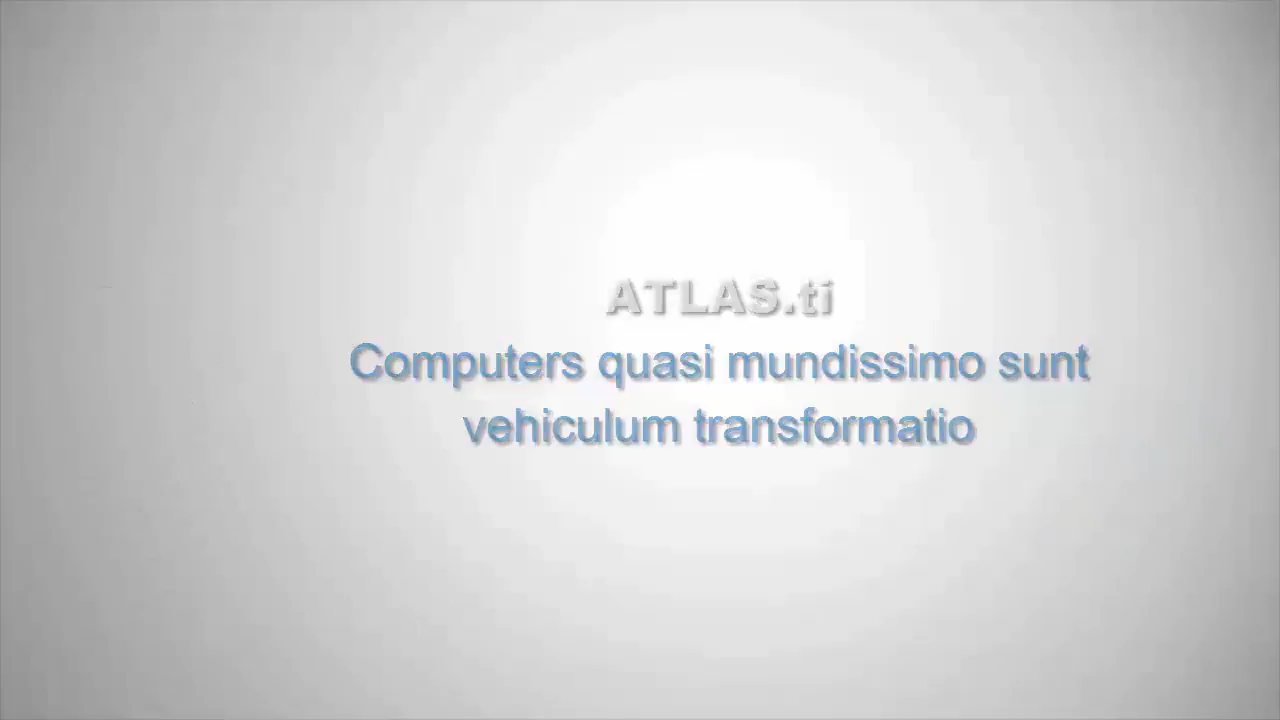 ATLAS.ti
Computers quasi mundissimo sunt
vehiculum transformatio